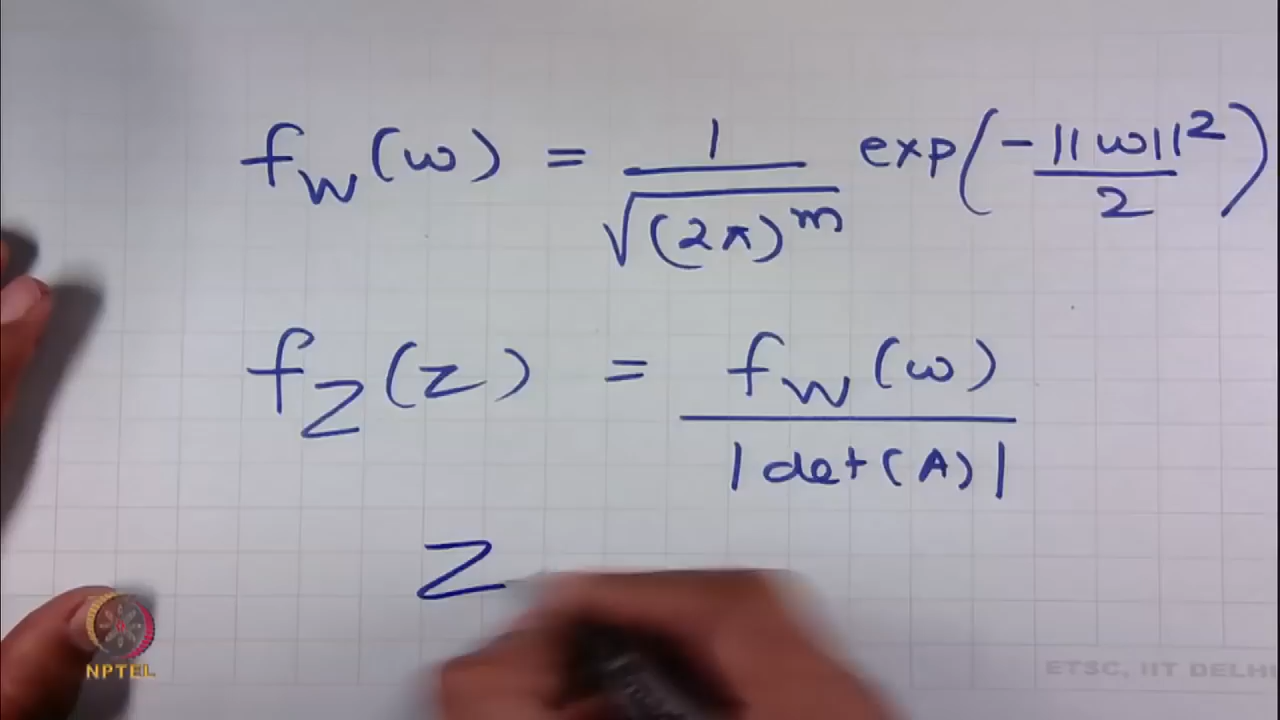 f_W(w) = 1/√(2π)^m exp(-||w||²/2)
f_Z(z) = f_W(w)/|det(A)|
Z
NPTEL
ETSC, IIT DELHI